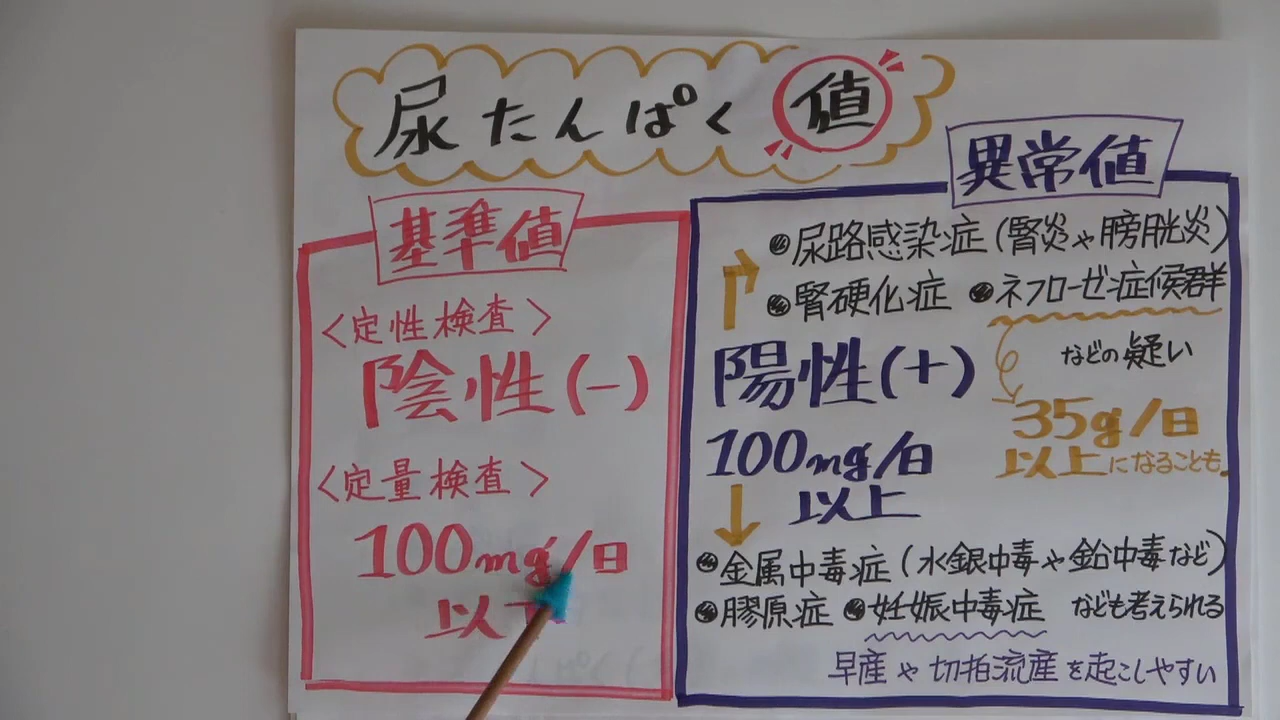 尿たんぱく値
基準値
<定性検査>
陰性(-)
<定量検査>
100mg/日
以下
異常値
尿路感染症(腎炎や膀胱炎)
腎硬化症 ネフローゼ症候群
などの疑い
35g/日
以上になることも。
陽性(+)
100mg/日
以上
金属中毒症(水銀中毒や鉛中毒など)
膠原症 妊娠中毒症 なども考えられる
早産や切拍流産を起こしやすい